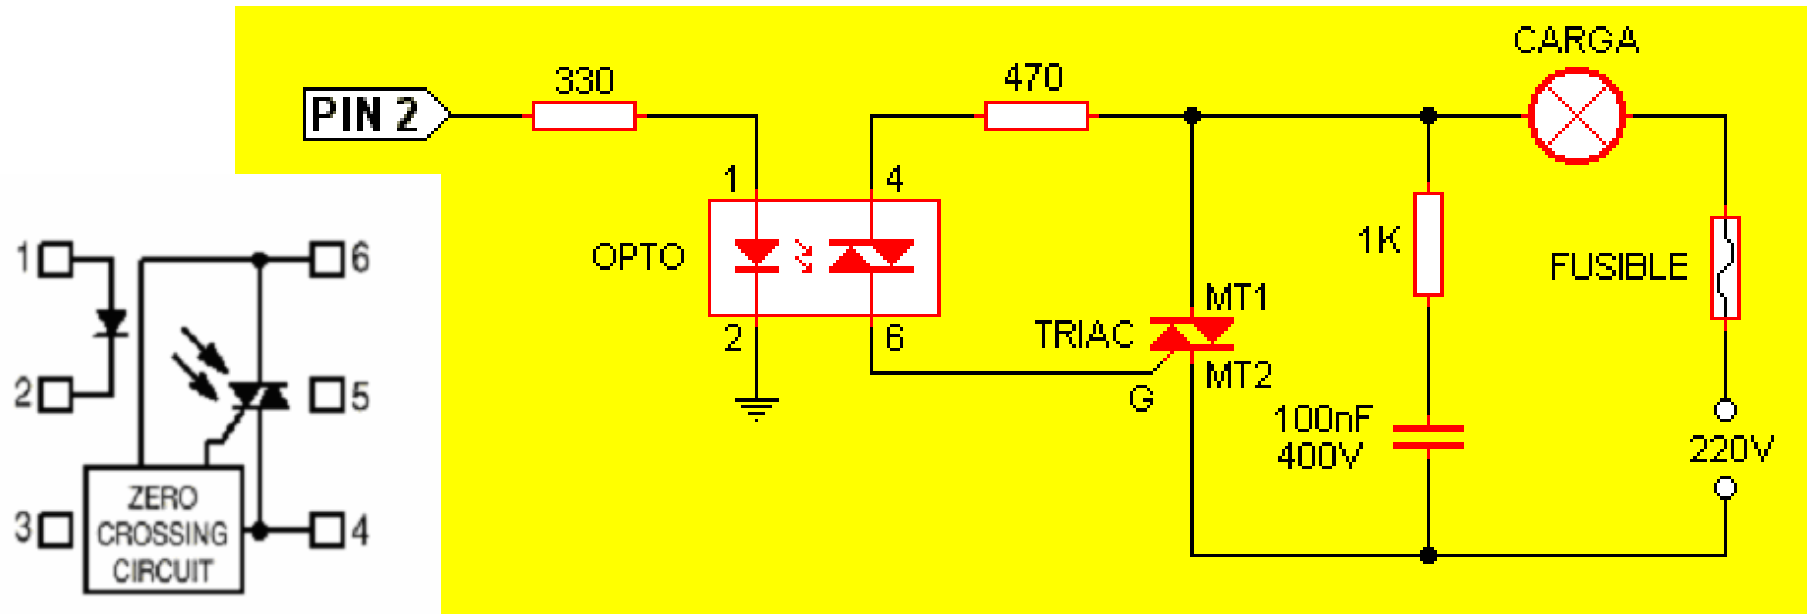 CARGA
330
470
PIN 2
1
4
1K
OPTO
FUSIBLE
MT1
TRIAC
MT2
G
2
6
100nF
400V
220V
1
6
2
5
3
4
ZERO
CROSSING
CIRCUIT